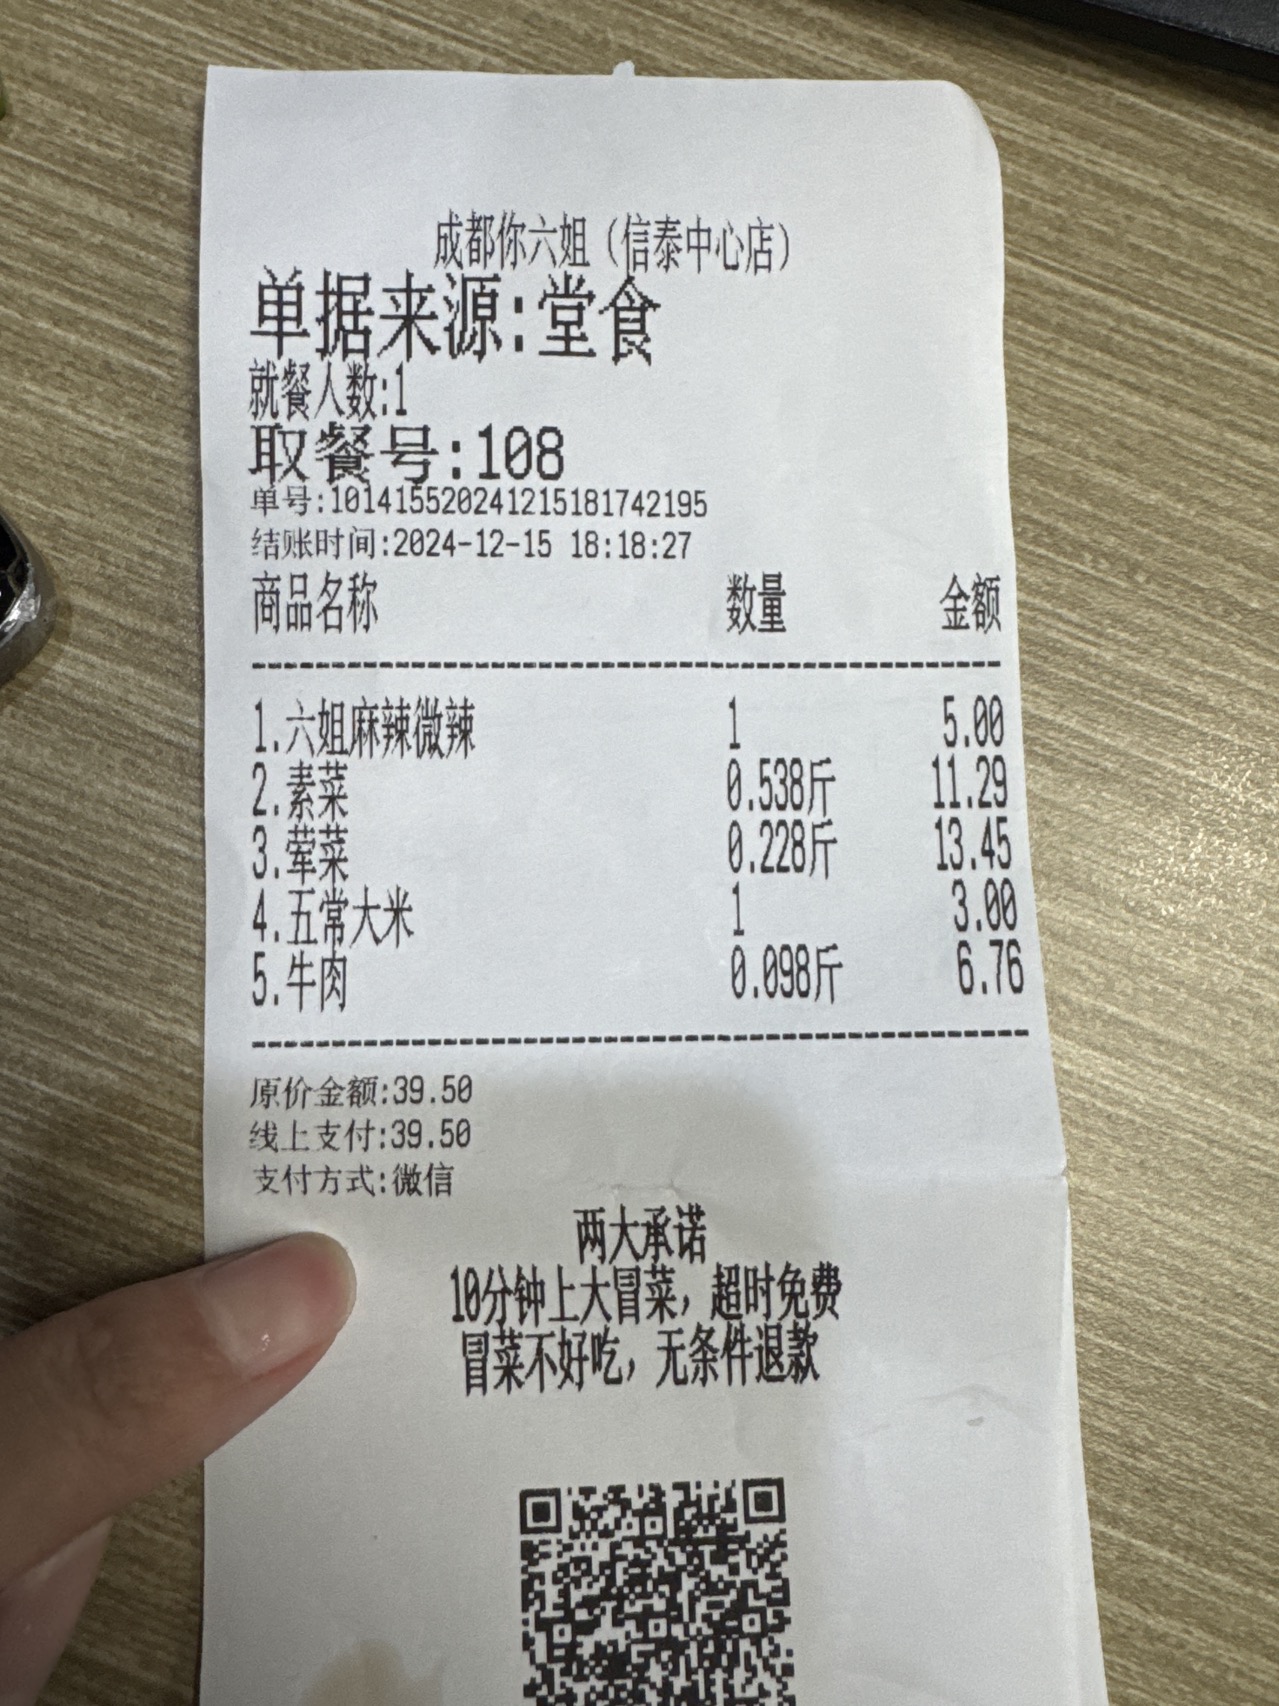 成都你六姐（信泰中心店）
单据来源:堂食
就餐人数:1
取餐号:108
单号:10141552024121518174​2195
结账时间:2024-12-15 18:18:27
商品名称 数量 金额
1.六姐麻辣微辣 1 5.00
2.素菜 0.538斤 11.29
3.荤菜 0.228斤 13.45
4.五常大米 1 3.00
5.牛肉 0.098斤 6.76
原价金额:39.50
线上支付:39.50
支付方式:微信
两大承诺
10分钟上大冒菜，超时免费
冒菜不好吃，无条件退款